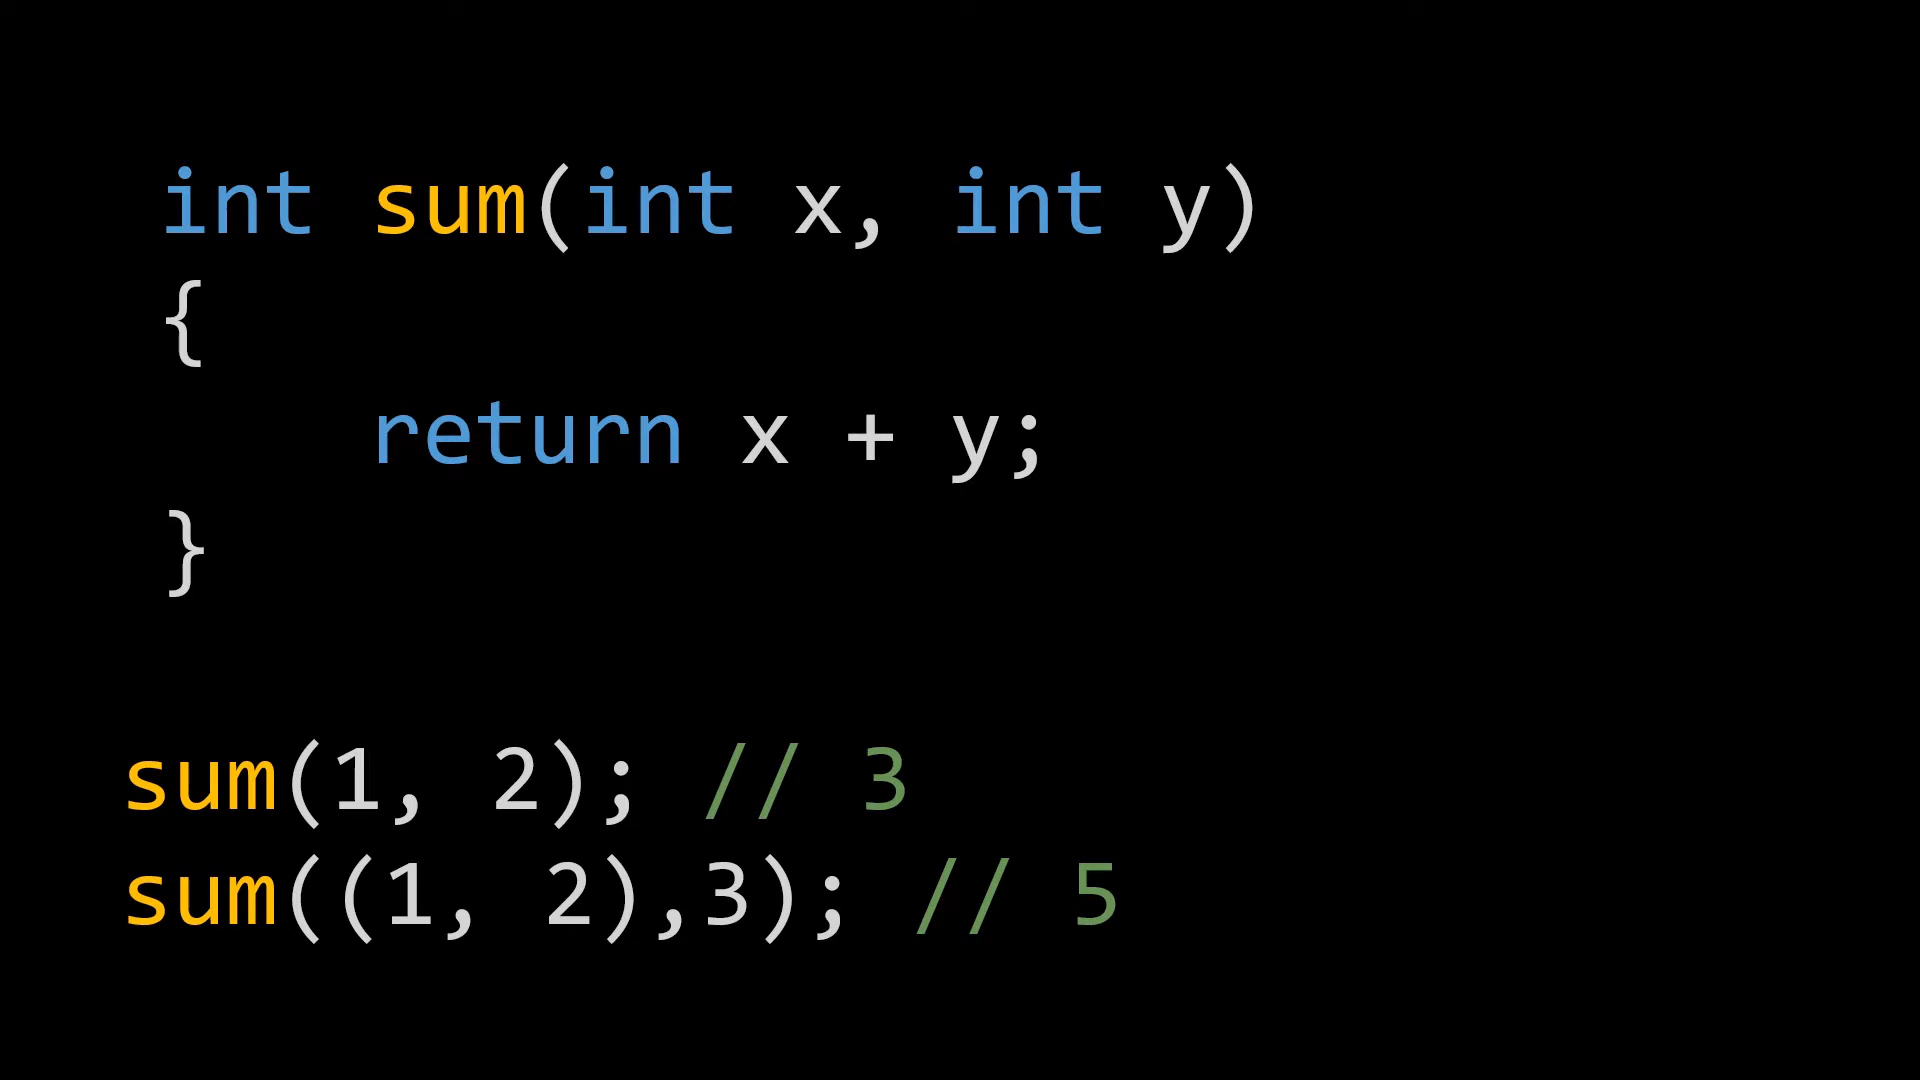 int sum(int x, int y)
{
    return x + y;
}
sum(1, 2); // 3
sum((1, 2),3); // 5